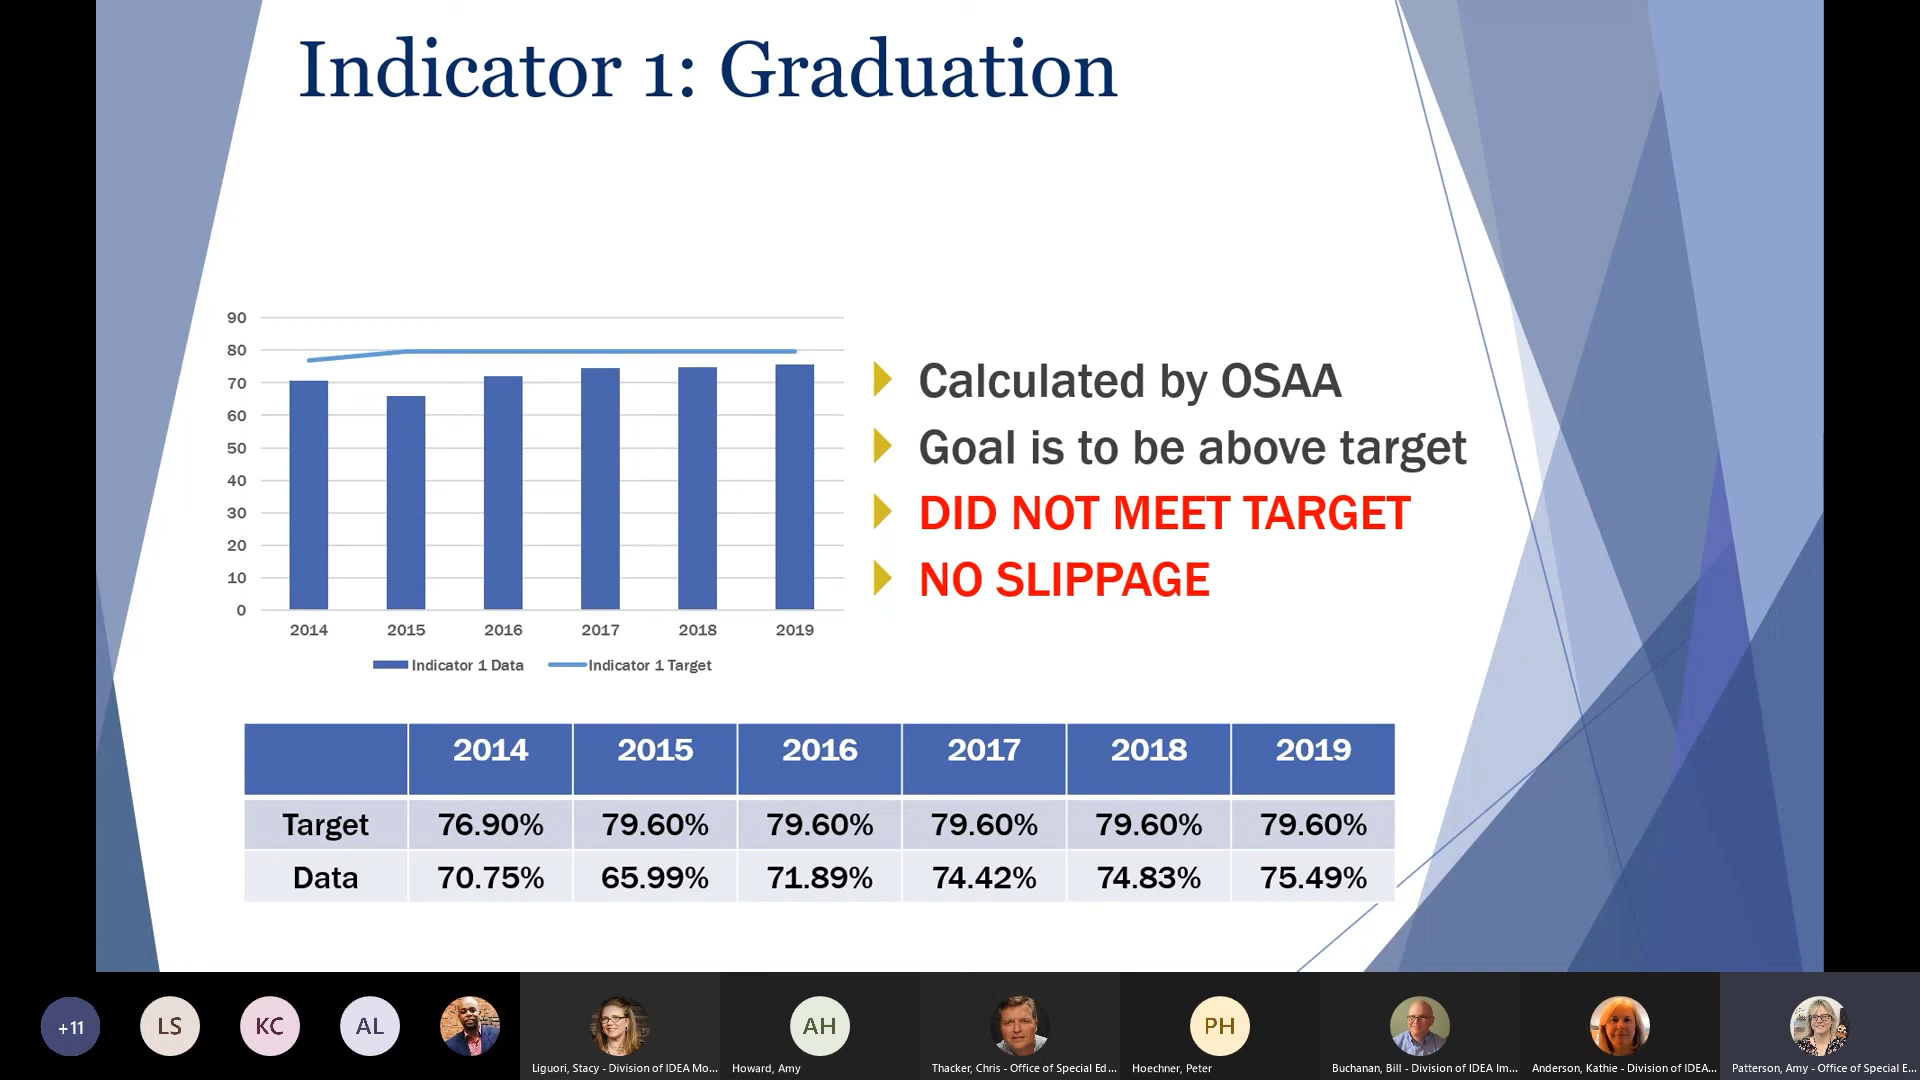 Indicator 1: Graduation
90
80
70
60
50
40
30
20
10
0
2014 2015 2016 2017 2018 2019
Indicator 1 Data Indicator 1 Target
Calculated by OSAA
Goal is to be above target
DID NOT MEET TARGET
NO SLIPPAGE
2014 2015 2016 2017 2018 2019
Target 76.90% 79.60% 79.60% 79.60% 79.60% 79.60%
Data 70.75% 65.99% 71.89% 74.42% 74.83% 75.49%
+11 LS KC AL AH PH
Liguori, Stacy - Division of IDEA Mo... Howard, Amy Thacker, Chris - Office of Special Ed... Hoechner, Peter Buchanan, Bill - Division of IDEA Im... Anderson, Kathie - Division of IDEA... Patterson, Amy - Office of Special E...